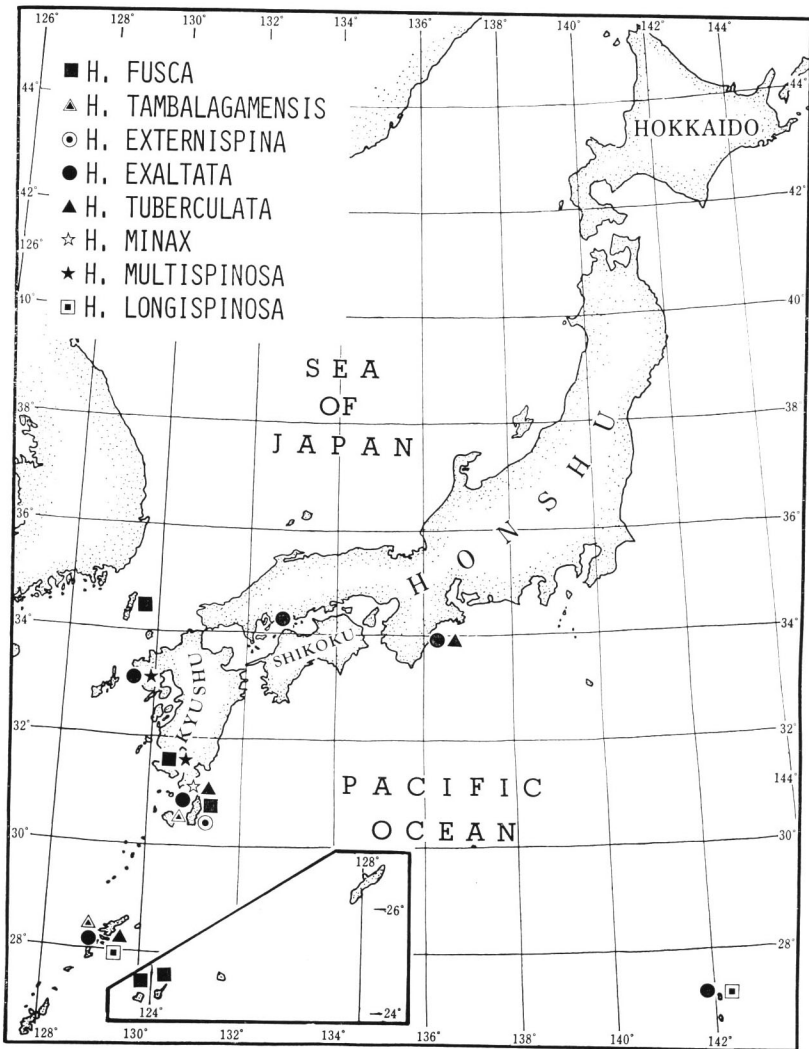 126° 128° 130° 132° 134° 136° 138° 140° 142° 144°
■ H. FUSCA
H. TAMBALAGAMENSIS
H. EXTERNISPINA
● H. EXALTATA
▲ H. TUBERCULATA
☆ H. MINAX
★ H. MULTISPINOSA
H. LONGISPINOSA
44° 44°
HOKKAIDO
42° 42°
126°
40° 40°
SEA
OF
JAPAN
38° 38°
HONSHU
36° 36°
34° 34°
SHIKOKU
KYUSHU
32° 32°
PACIFIC
144°
OCEAN
30° 30°
128°
26°
28° 28°
124°
24°
128° 130° 132° 134° 136° 138° 140° 142°